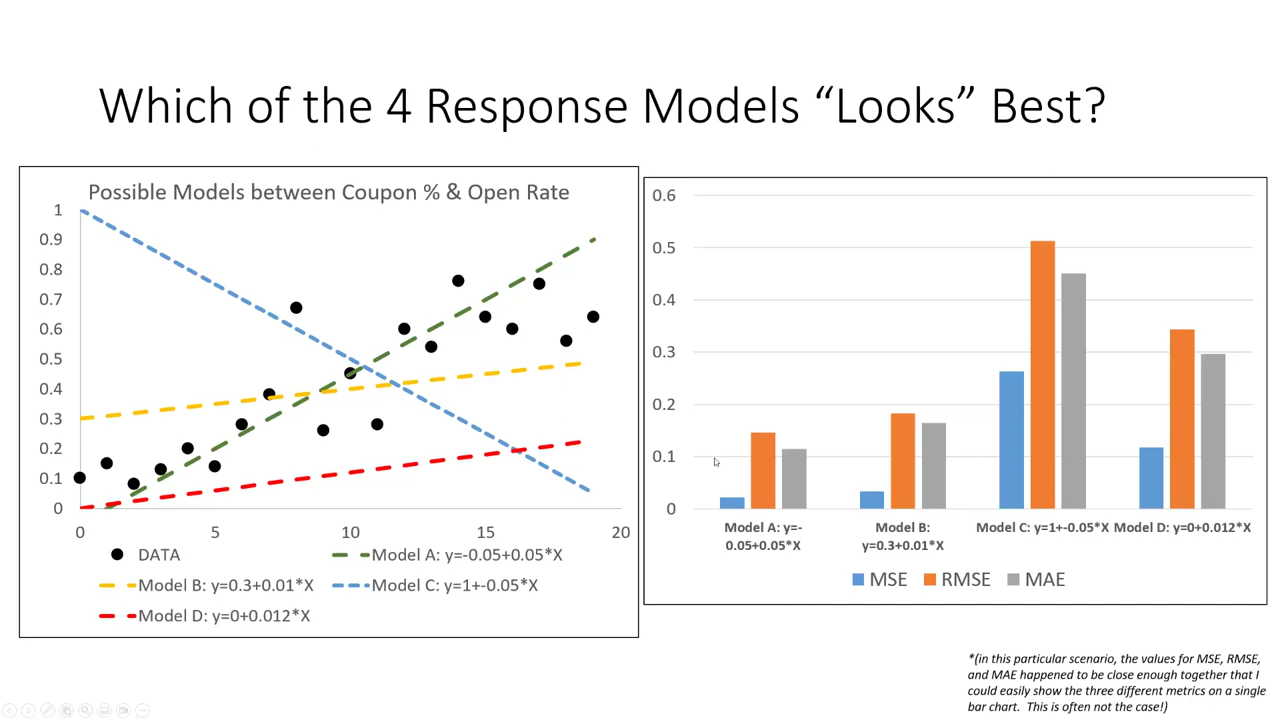 Which of the 4 Response Models “Looks” Best?
Possible Models between Coupon % & Open Rate
1
0.9
0.8
0.7
0.6
0.5
0.4
0.3
0.2
0.1
0
0 5 10 15 20
DATA
Model A: y=-0.05+0.05*X
Model B: y=0.3+0.01*X
Model C: y=1+-0.05*X
Model D: y=0+0.012*X
0.6
0.5
0.4
0.3
0.2
0.1
0
Model A: y=-
0.05+0.05*X
Model B:
y=0.3+0.01*X
Model C: y=1+-0.05*X
Model D: y=0+0.012*X
MSE RMSE MAE
*(in this particular scenario, the values for MSE, RMSE,
and MAE happened to be close enough together that I
could easily show the three different metrics on a single
bar chart.  This is often not the case!)